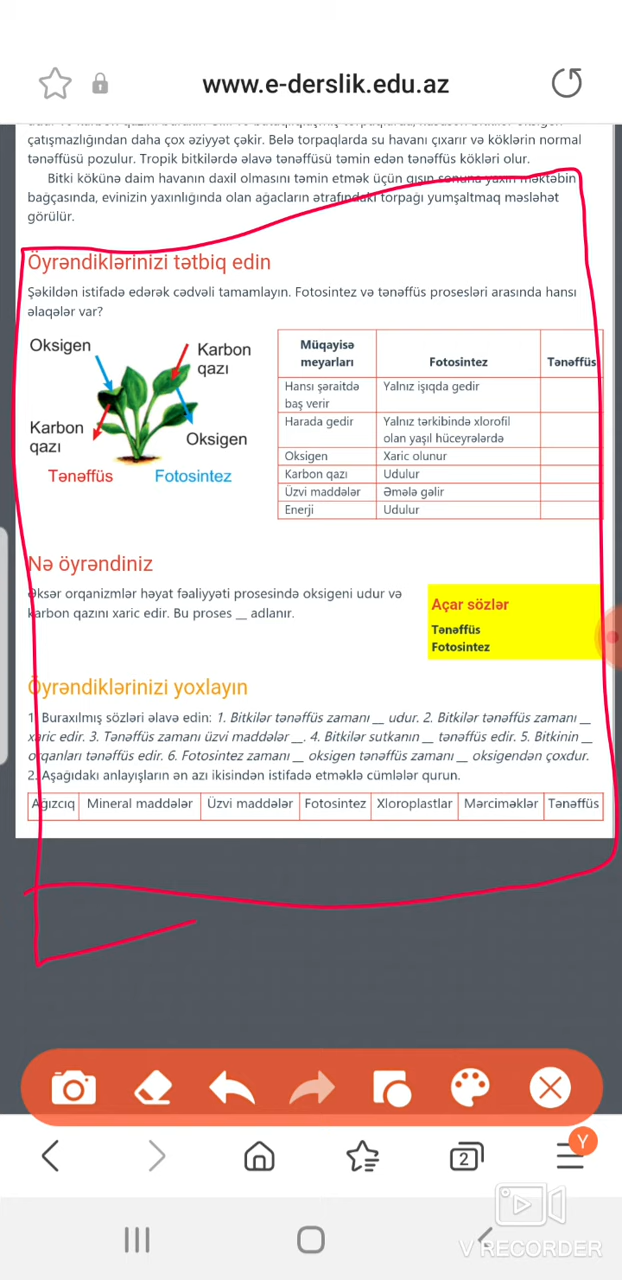 www.e-derslik.edu.az
çatışmazlığından daha çox əziyyət çəkir. Belə torpaqlarda su havanı çıxarır və köklərin normal
tənəffüsü pozulur. Tropik bitkilərdə əlavə tənəffüsü təmin edən tənəffüs kökləri olur.
Bitki kökünə daim havanın daxil olmasını təmin etmək üçün qışın sonuna yaxın məktəbin
bağçasında, evinizin yaxınlığında olan ağacların ətrafındakı torpağı yumşaltmaq məsləhət
görülür.
Öyrəndiklərinizi tətbiq edin
Şəkildən istifadə edərək cədvəli tamamlayın. Fotosintez və tənəffüs prosesləri arasında hansı
əlaqələr var?
Oksigen
Karbon
qazı
Karbon
qazı
Oksigen
Tənəffüs Fotosintez
Müqayisə
meyarları Fotosintez Tənəffüs
Hansı şəraitdə Yalnız işıqda gedir
baş verir
Harada gedir Yalnız tərkibində xlorofil
olan yaşıl hüceyrələrdə
Oksigen Xaric olunur
Karbon qazı Udulur
Üzvi maddələr Əmələ gəlir
Enerji Udulur
Nə öyrəndiniz
Əksər orqanizmlər həyat fəaliyyəti prosesində oksigeni udur və
karbon qazını xaric edir. Bu proses __ adlanır.
Açar sözlər
Tənəffüs
Fotosintez
Öyrəndiklərinizi yoxlayın
1. Buraxılmış sözləri əlavə edin: 1. Bitkilər tənəffüs zamanı __ udur. 2. Bitkilər tənəffüs zamanı __
xaric edir. 3. Tənəffüs zamanı üzvi maddələr __. 4. Bitkilər sutkanın __ tənəffüs edir. 5. Bitkinin __
orqanları tənəffüs edir. 6. Fotosintez zamanı __ oksigen tənəffüs zamanı __ oksigendən çoxdur.
2. Aşağıdakı anlayışların ən azı ikisindən istifadə etməklə cümlələr qurun.
Ağızcıq Mineral maddələr Üzvi maddələr Fotosintez Xloroplastlar Mərciməklər Tənəffüs
2
Y
V RECORDER